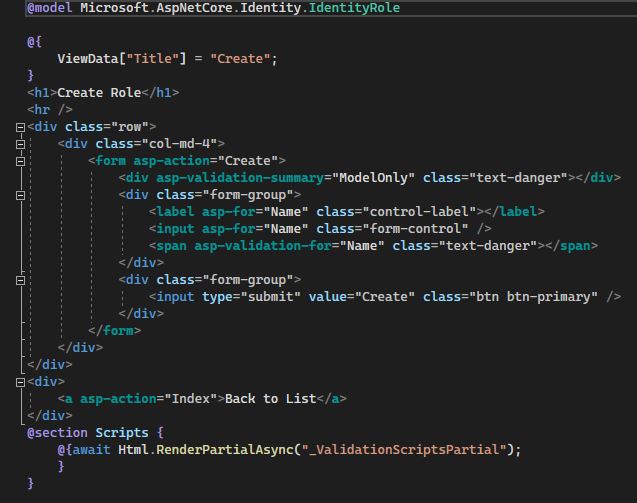 @model Microsoft.AspNetCore.Identity.IdentityRole
@{
ViewData["Title"] = "Create";
}
<h1>Create Role</h1>
<hr />
<div class="row">
<div class="col-md-4">
<form asp-action="Create">
<div asp-validation-summary="ModelOnly" class="text-danger"></div>
<div class="form-group">
<label asp-for="Name" class="control-label"></label>
<input asp-for="Name" class="form-control" />
<span asp-validation-for="Name" class="text-danger"></span>
</div>
<div class="form-group">
<input type="submit" value="Create" class="btn btn-primary" />
</div>
</form>
</div>
</div>
<div>
<a asp-action="Index">Back to List</a>
</div>
@section Scripts {
@{await Html.RenderPartialAsync("_ValidationScriptsPartial");
}
}